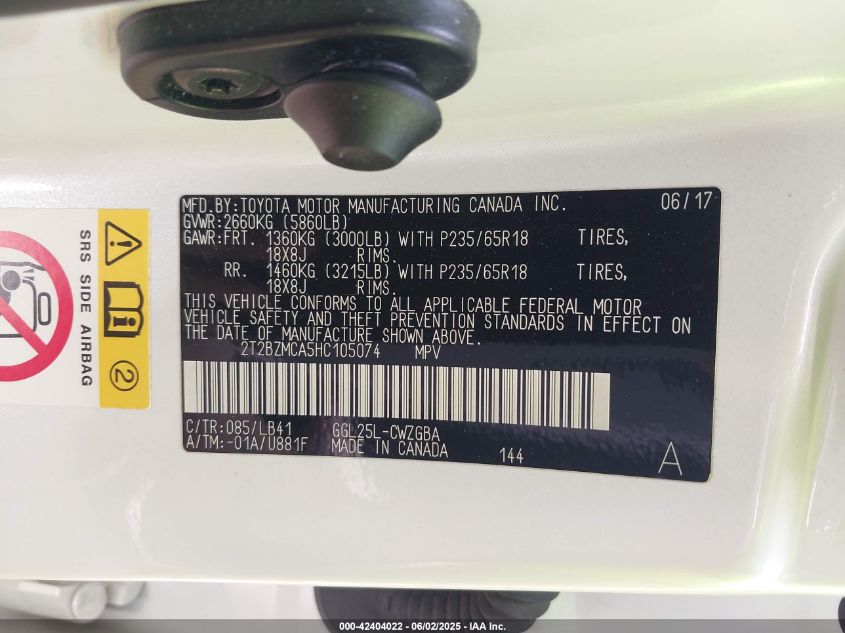 MFD.BY:TOYOTA MOTOR MANUFACTURING CANADA INC. 06/17
GVWR:2660KG (5860LB)
GAWR:FRT. 1360KG (3000LB) WITH P235/65R18 TIRES,
18X8J RIMS.
RR. 1460KG (3215LB) WITH P235/65R18 TIRES,
18X8J RIMS.
THIS VEHICLE CONFORMS TO ALL APPLICABLE FEDERAL MOTOR
VEHICLE SAFETY AND THEFT PREVENTION STANDARDS IN EFFECT ON
THE DATE OF MANUFACTURE SHOWN ABOVE.
2T2BZMCA5HC105074 MPV
C/TR:085/LB41 GGL25L-CWZGBA
A/TM:-01A/U881F MADE IN CANADA 144
A
SRS SIDE AIRBAG
2
000-42404022 - 06/02/2025 - IAA Inc.